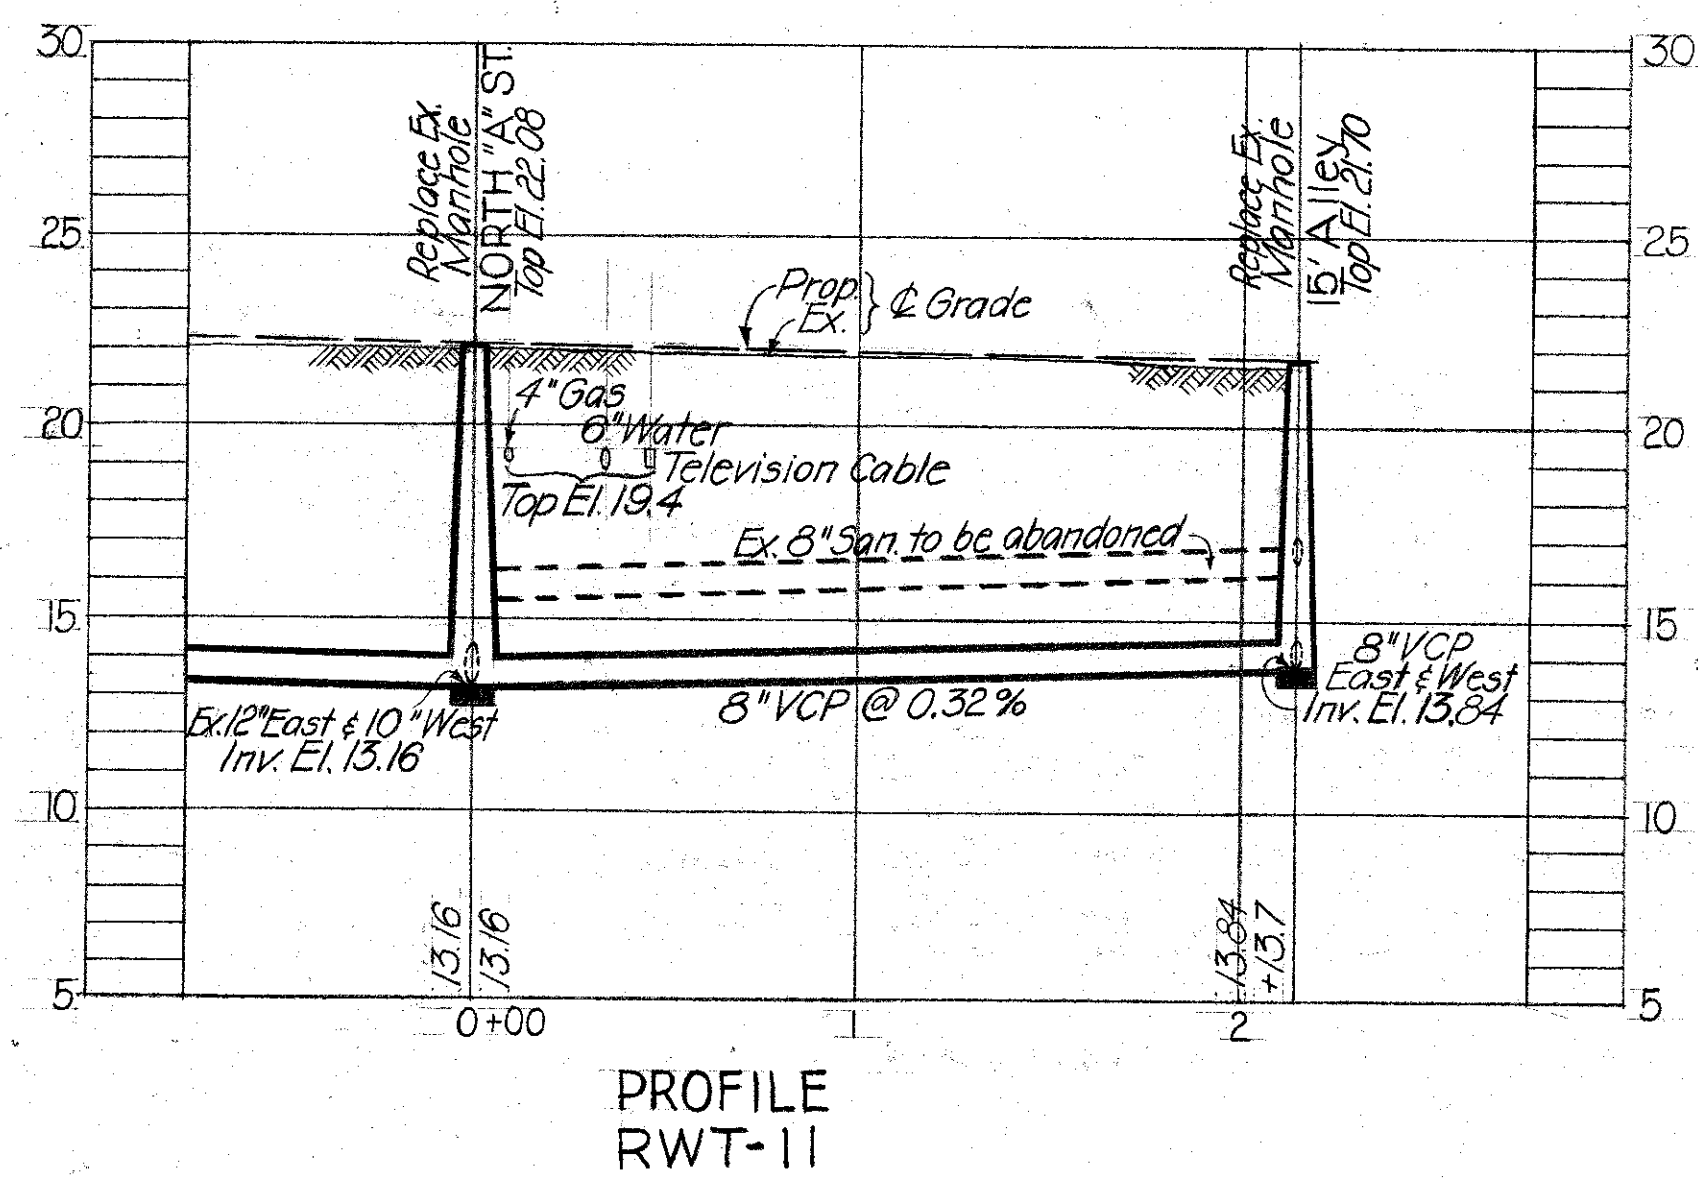 30
30
Replace Ex.
Manhole
NORTH "A" ST.
Top El. 22.08
Replace Ex.
Manhole
15' Alley
Top El. 21.70
25
25
Prop.
Ex.
℄ Grade
4" Gas
6" Water
Television Cable
Top El. 19.4
20
20
Ex. 8" San. to be abandoned
15
15
8" VCP
East & West
Inv. El. 13.84
8" VCP @ 0.32%
Ex. 12" East & 10" West
Inv. El. 13.16
10
10
13.16
13.16
13.84
+13.7
5
5
0+00
1
2
PROFILE
RWT-11